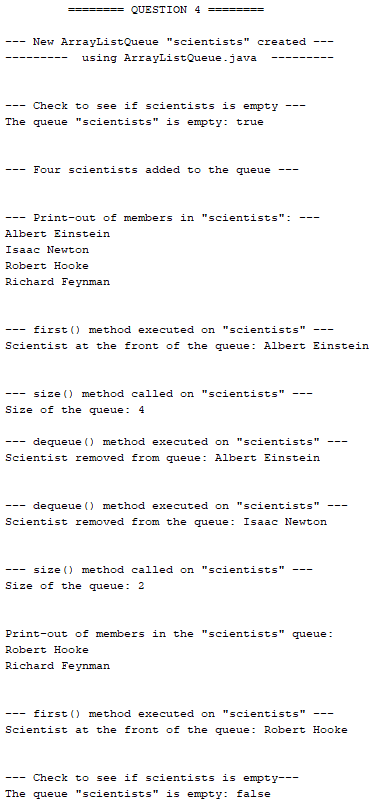 ======== QUESTION 4 ========
--- New ArrayListQueue "scientists" created ---
---------  using ArrayListQueue.java  ---------
--- Check to see if scientists is empty ---
The queue "scientists" is empty: true
--- Four scientists added to the queue ---
--- Print-out of members in "scientists": ---
Albert Einstein
Isaac Newton
Robert Hooke
Richard Feynman
--- first() method executed on "scientists" ---
Scientist at the front of the queue: Albert Einstein
--- size() method called on "scientists" ---
Size of the queue: 4
--- dequeue() method executed on "scientists" ---
Scientist removed from queue: Albert Einstein
--- dequeue() method executed on "scientists" ---
Scientist removed from the queue: Isaac Newton
--- size() method called on "scientists" ---
Size of the queue: 2
Print-out of members in the "scientists" queue:
Robert Hooke
Richard Feynman
--- first() method executed on "scientists" ---
Scientist at the front of the queue: Robert Hooke
--- Check to see if scientists is empty---
The queue "scientists" is empty: false